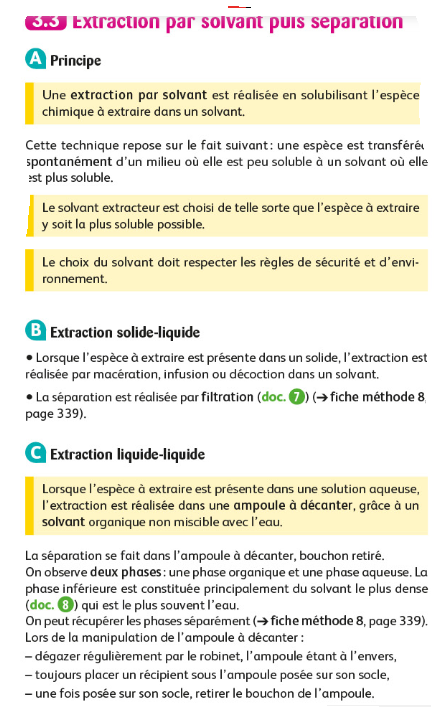 3.3 Extraction par solvant puis séparation
A Principe
Une extraction par solvant est réalisée en solubilisant l'espèce
chimique à extraire dans un solvant.
Cette technique repose sur le fait suivant : une espèce est transférée
spontanément d'un milieu où elle est peu soluble à un solvant où elle
est plus soluble.
Le solvant extracteur est choisi de telle sorte que l'espèce à extraire
y soit la plus soluble possible.
Le choix du solvant doit respecter les règles de sécurité et d'envi-
ronnement.
B Extraction solide-liquide
• Lorsque l'espèce à extraire est présente dans un solide, l'extraction est
réalisée par macération, infusion ou décoction dans un solvant.
• La séparation est réalisée par filtration (doc. 7) (➔ fiche méthode 8,
page 339).
C Extraction liquide-liquide
Lorsque l'espèce à extraire est présente dans une solution aqueuse,
l'extraction est réalisée dans une ampoule à décanter, grâce à un
solvant organique non miscible avec l'eau.
La séparation se fait dans l'ampoule à décanter, bouchon retiré.
On observe deux phases : une phase organique et une phase aqueuse. La
phase inférieure est constituée principalement du solvant le plus dense
(doc. 8) qui est le plus souvent l'eau.
On peut récupérer les phases séparément (➔ fiche méthode 8, page 339).
Lors de la manipulation de l'ampoule à décanter :
– dégazer régulièrement par le robinet, l'ampoule étant à l'envers,
– toujours placer un récipient sous l'ampoule posée sur son socle,
– une fois posée sur son socle, retirer le bouchon de l'ampoule.